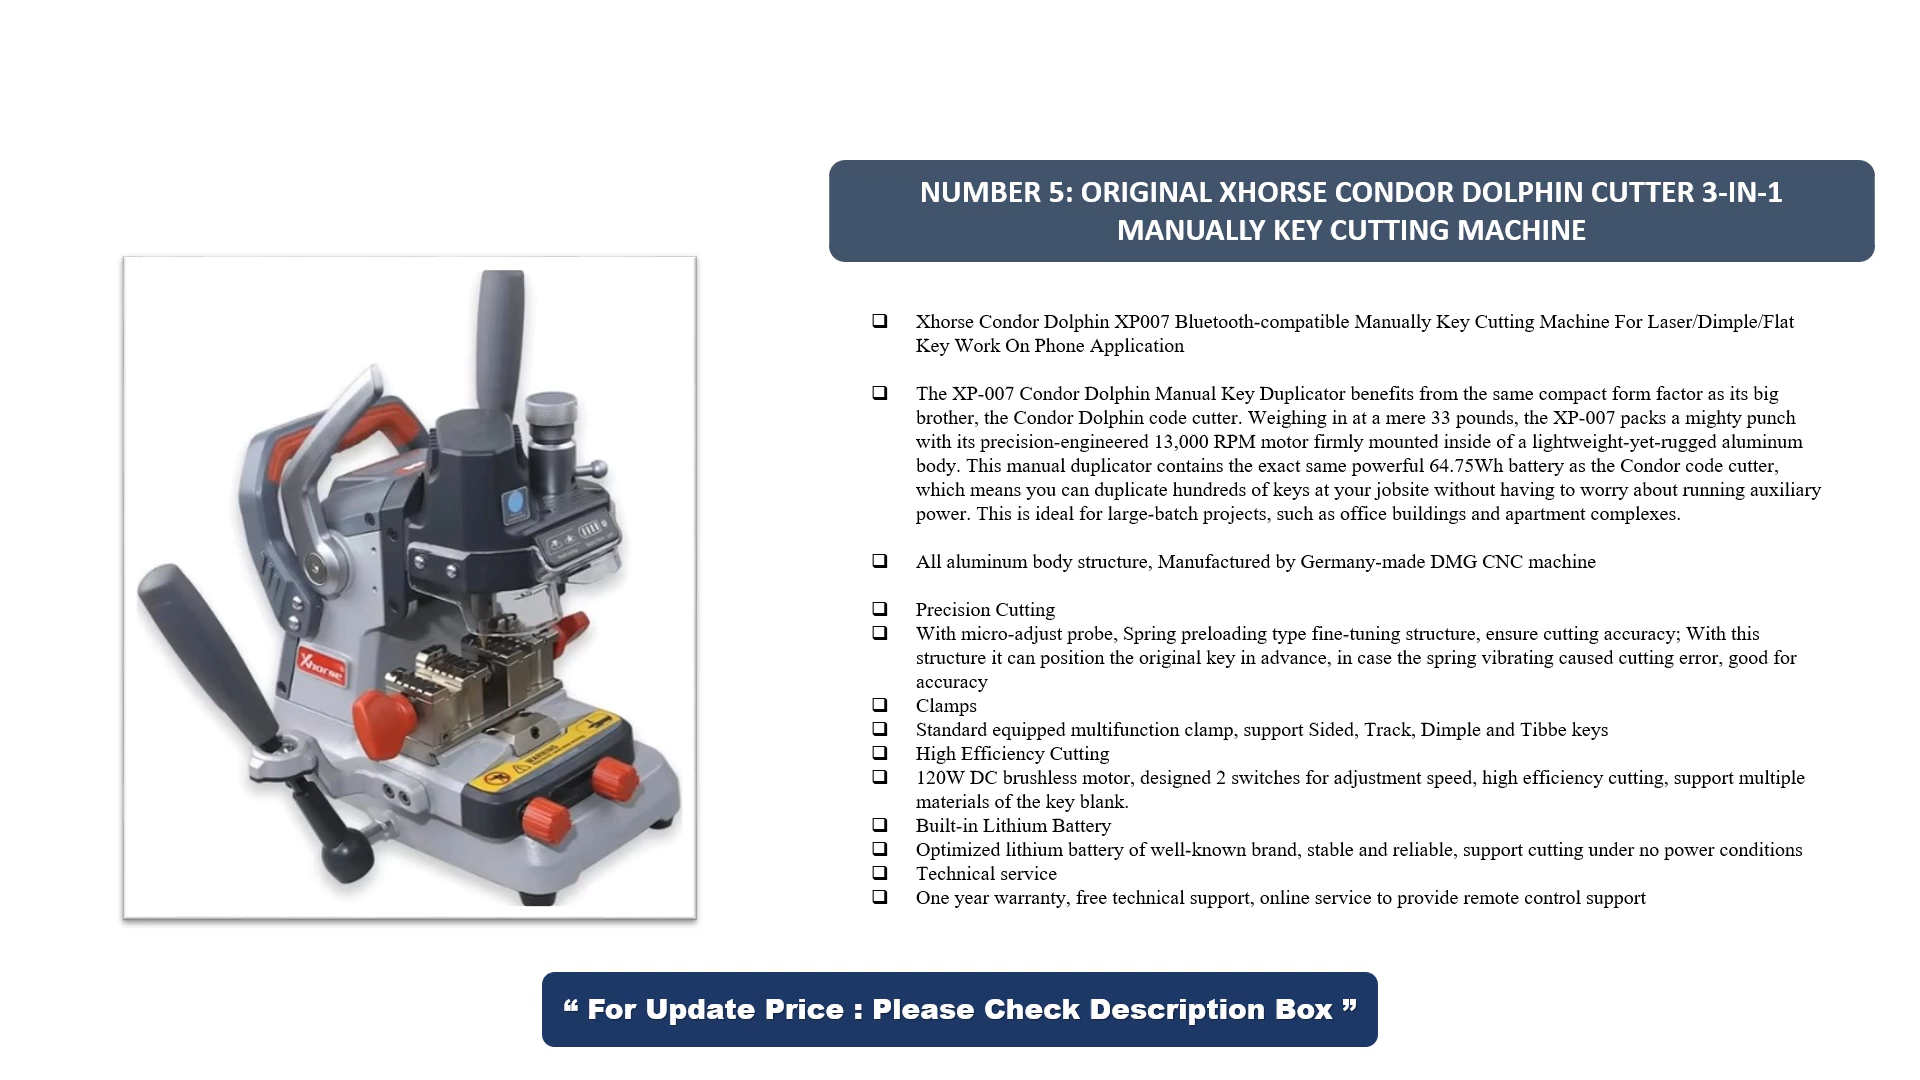 NUMBER 5: ORIGINAL XHORSE CONDOR DOLPHIN CUTTER 3-IN-1
MANUALLY KEY CUTTING MACHINE
Xhorse Condor Dolphin XP007 Bluetooth-compatible Manually Key Cutting Machine For Laser/Dimple/Flat
Key Work On Phone Application
The XP-007 Condor Dolphin Manual Key Duplicator benefits from the same compact form factor as its big
brother, the Condor Dolphin code cutter. Weighing in at a mere 33 pounds, the XP-007 packs a mighty punch
with its precision-engineered 13,000 RPM motor firmly mounted inside of a lightweight-yet-rugged aluminum
body. This manual duplicator contains the exact same powerful 64.75Wh battery as the Condor code cutter,
which means you can duplicate hundreds of keys at your jobsite without having to worry about running auxiliary
power. This is ideal for large-batch projects, such as office buildings and apartment complexes.
All aluminum body structure, Manufactured by Germany-made DMG CNC machine
Precision Cutting
With micro-adjust probe, Spring preloading type fine-tuning structure, ensure cutting accuracy; With this
structure it can position the original key in advance, in case the spring vibrating caused cutting error, good for
accuracy
Clamps
Standard equipped multifunction clamp, support Sided, Track, Dimple and Tibbe keys
High Efficiency Cutting
120W DC brushless motor, designed 2 switches for adjustment speed, high efficiency cutting, support multiple
materials of the key blank.
Built-in Lithium Battery
Optimized lithium battery of well-known brand, stable and reliable, support cutting under no power conditions
Technical service
One year warranty, free technical support, online service to provide remote control support
Xhorse
WARNING
“ For Update Price : Please Check Description Box ”